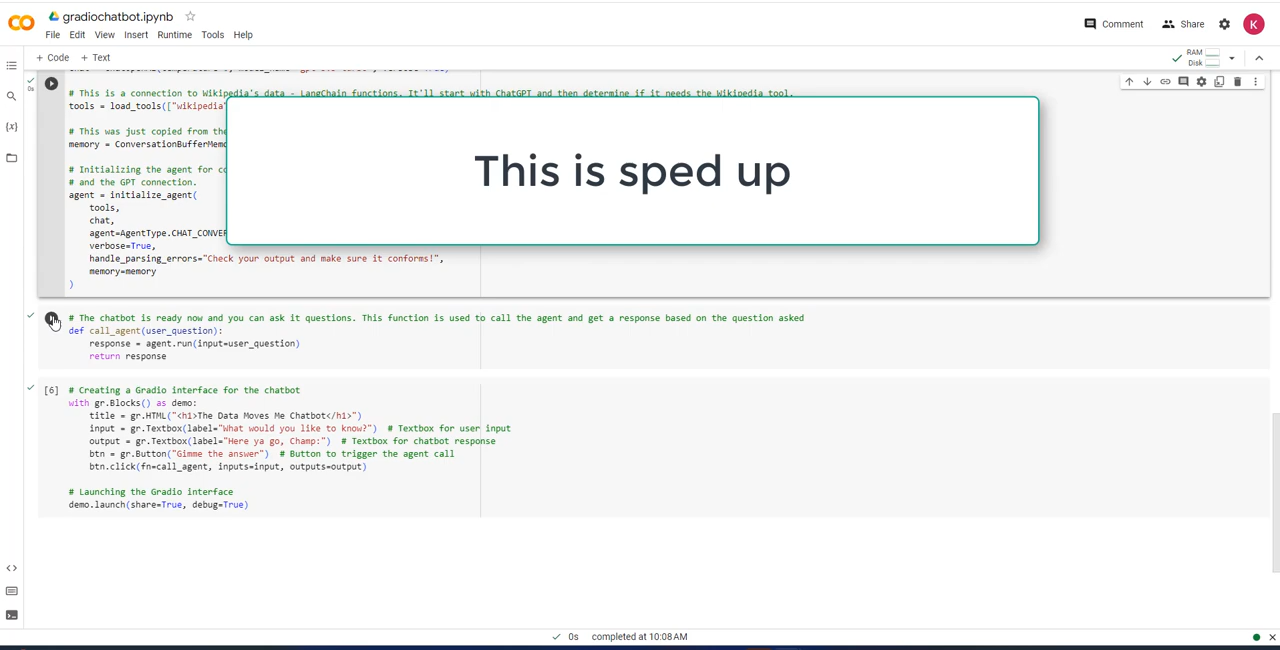 gradiochatbot.ipynb
Comment
Share
K
File Edit View Insert Runtime Tools Help
+ Code + Text
RAM
Disk
0s
# This is a connection to Wikipedia's data - LangChain functions. It'll start with ChatGPT and then determine if it needs the Wikipedia tool.
tools = load_tools(["wikipedia"
# This was just copied from the
memory = ConversationBufferMemo
# Initializing the agent for co
# and the GPT connection.
agent = initialize_agent(
tools,
chat,
agent=AgentType.CHAT_CONVER
verbose=True,
handle_parsing_errors="Check your output and make sure it conforms!",
memory=memory
)
This is sped up
# The chatbot is ready now and you can ask it questions. This function is used to call the agent and get a response based on the question asked
def call_agent(user_question):
response = agent.run(input=user_question)
return response
[6] # Creating a Gradio interface for the chatbot
with gr.Blocks() as demo:
title = gr.HTML("<h1>The Data Moves Me Chatbot</h1>")
input = gr.Textbox(label="What would you like to know?") # Textbox for user input
output = gr.Textbox(label="Here ya go, Champ:") # Textbox for chatbot response
btn = gr.Button("Gimme the answer") # Button to trigger the agent call
btn.click(fn=call_agent, inputs=input, outputs=output)
# Launching the Gradio interface
demo.launch(share=True, debug=True)
0s completed at 10:08 AM